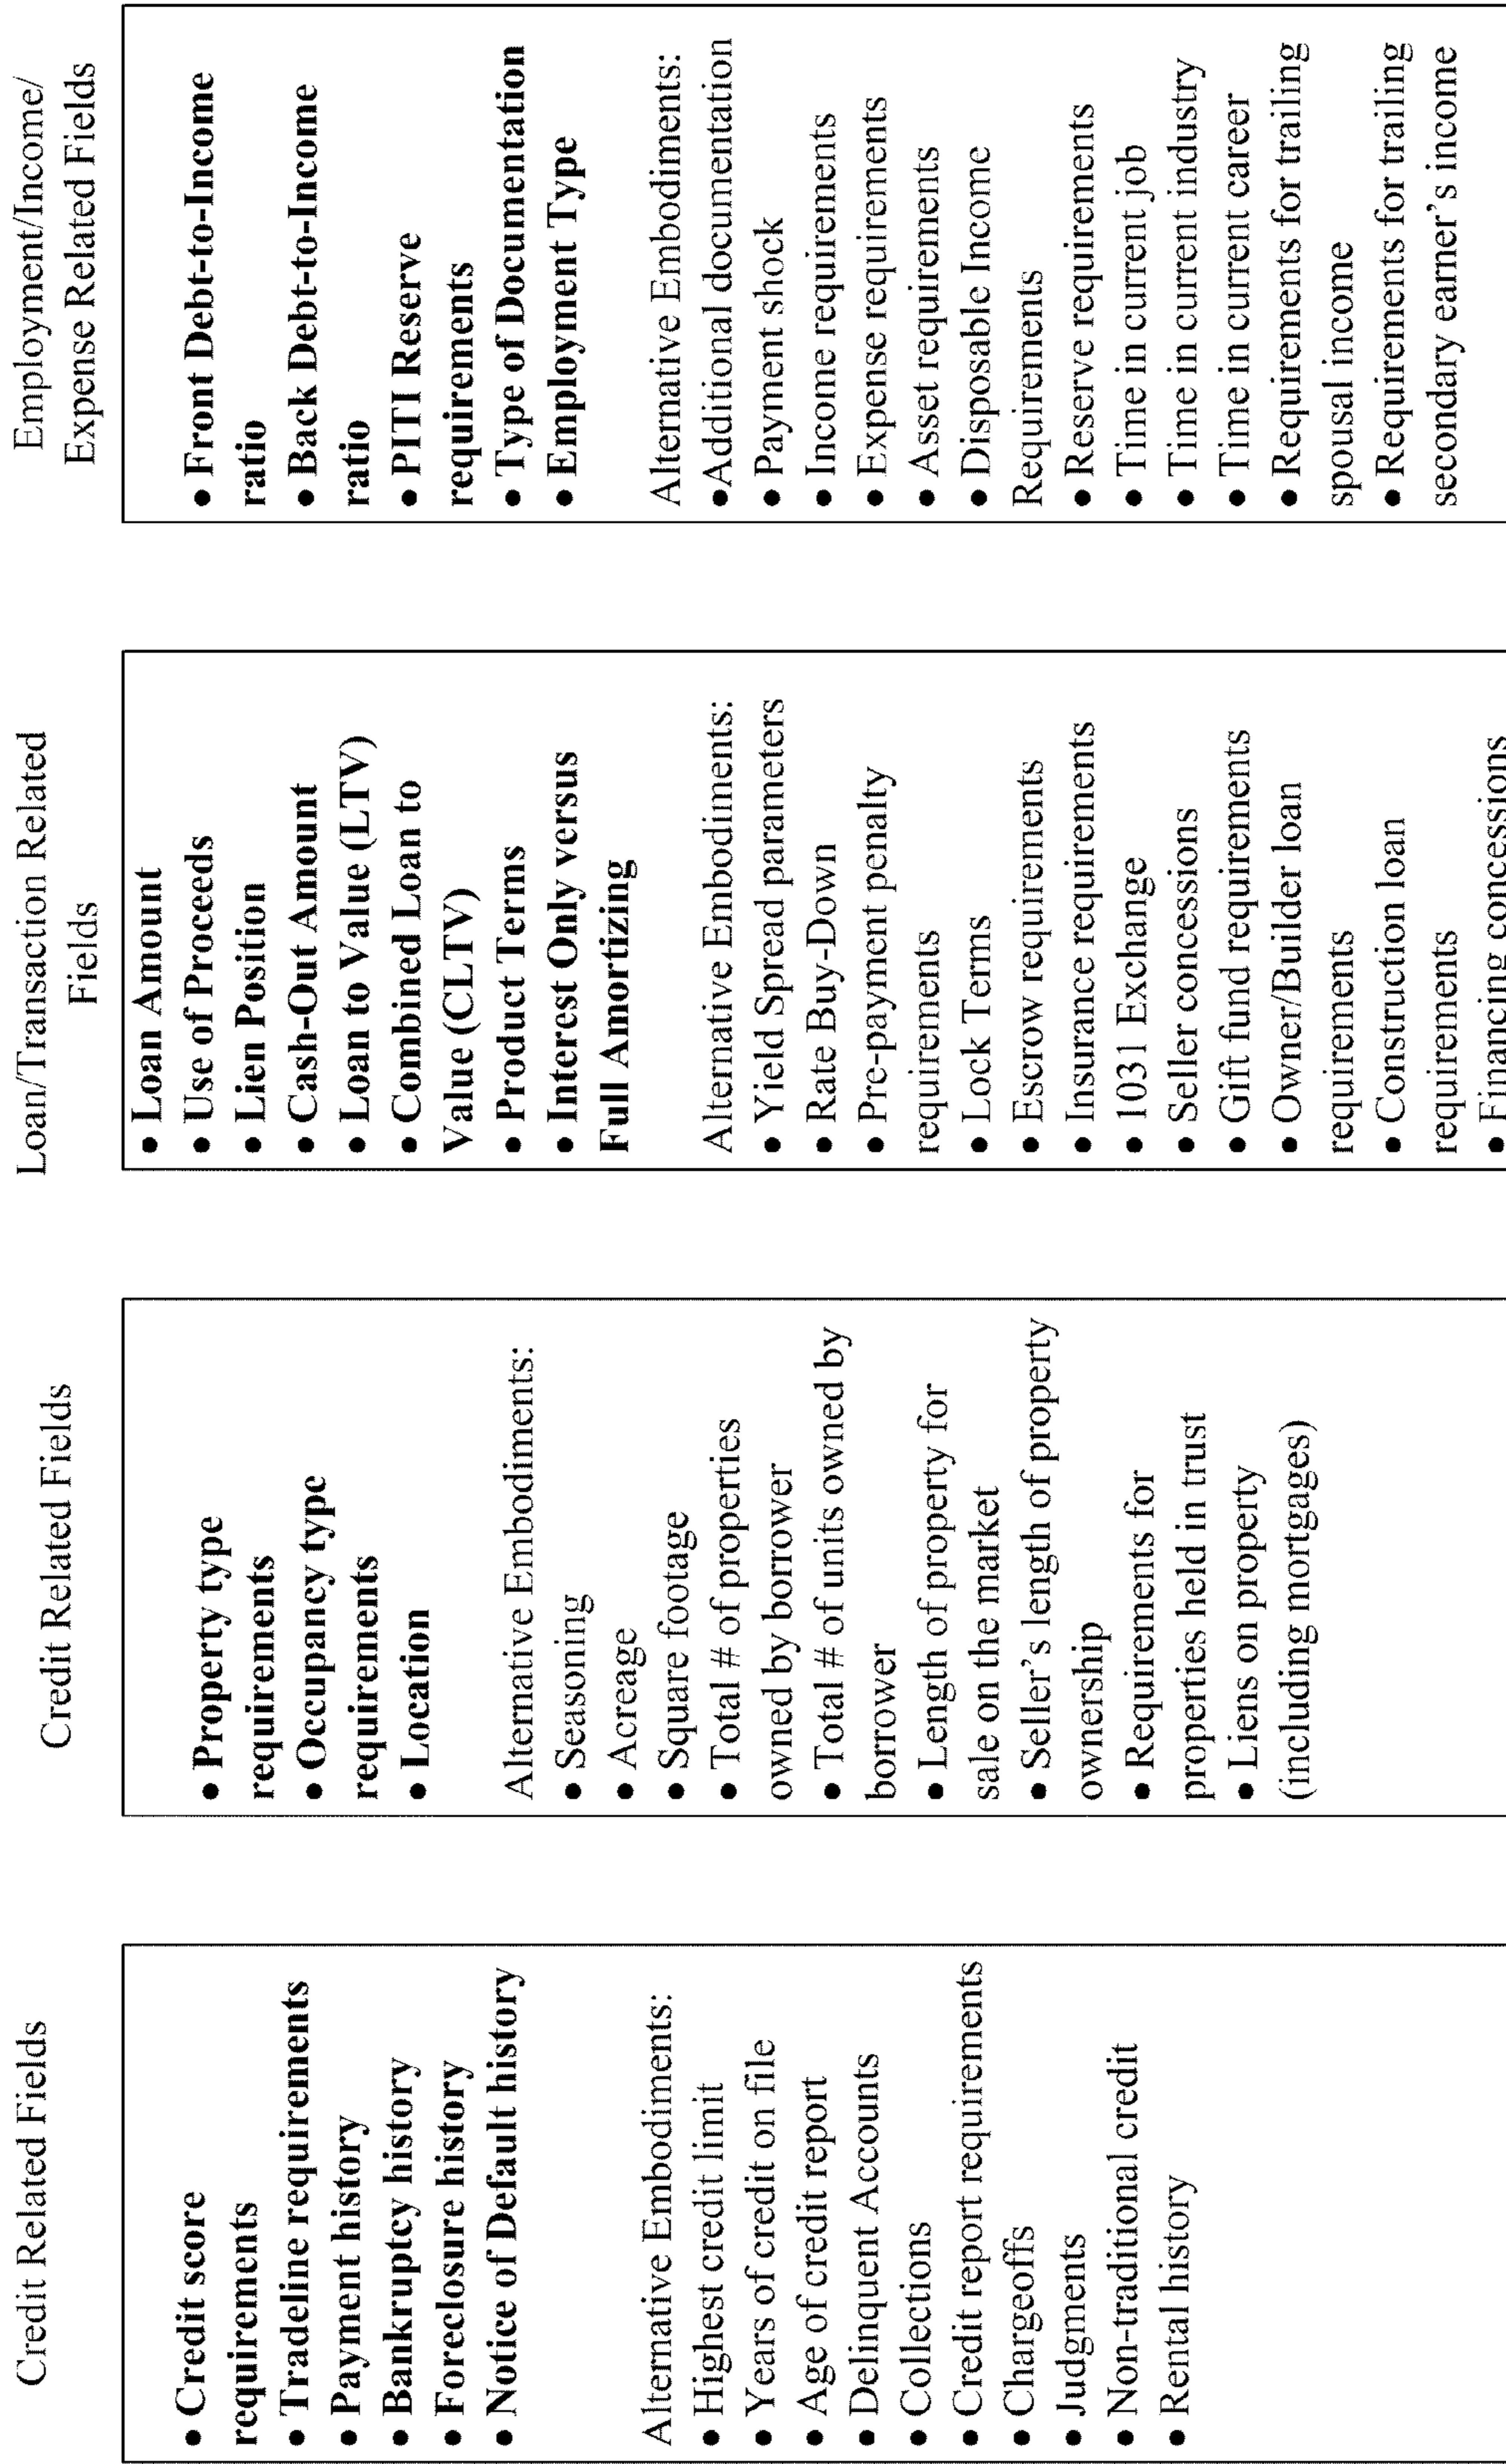 Credit Related Fields
● Credit score
requirements
● Tradeline requirements
● Payment history
● Bankruptcy history
● Foreclosure history
● Notice of Default history
Alternative Embodiments:
● Highest credit limit
● Years of credit on file
● Age of credit report
● Delinquent Accounts
● Collections
● Credit report requirements
● Chargeoffs
● Judgments
● Non-traditional credit
● Rental history
Credit Related Fields
● Property type
requirements
● Occupancy type
requirements
● Location
Alternative Embodiments:
● Seasoning
● Acreage
● Square footage
● Total # of properties
owned by borrower
● Total # of units owned by
borrower
● Length of property for
sale on the market
● Seller's length of property
ownership
● Requirements for
properties held in trust
● Liens on property
(including mortgages)
Loan/Transaction Related
Fields
● Loan Amount
● Use of Proceeds
● Lien Position
● Cash-Out Amount
● Loan to Value (LTV)
● Combined Loan to
Value (CLTV)
● Product Terms
● Interest Only versus
Full Amortizing
Alternative Embodiments:
● Yield Spread parameters
● Rate Buy-Down
● Pre-payment penalty
requirements
● Lock Terms
● Escrow requirements
● Insurance requirements
● 1031 Exchange
● Seller concessions
● Gift fund requirements
● Owner/Builder loan
requirements
● Construction loan
requirements
● Financing concessions
Employment/Income/
Expense Related Fields
● Front Debt-to-Income
ratio
● Back Debt-to-Income
ratio
● PITI Reserve
requirements
● Type of Documentation
● Employment Type
Alternative Embodiments:
●Additional documentation
● Payment shock
● Income requirements
● Expense requirements
● Asset requirements
● Disposable Income
Requirements
● Reserve requirements
● Time in current job
● Time in current industry
● Time in current career
● Requirements for trailing
spousal income
● Requirements for trailing
secondary earner's income